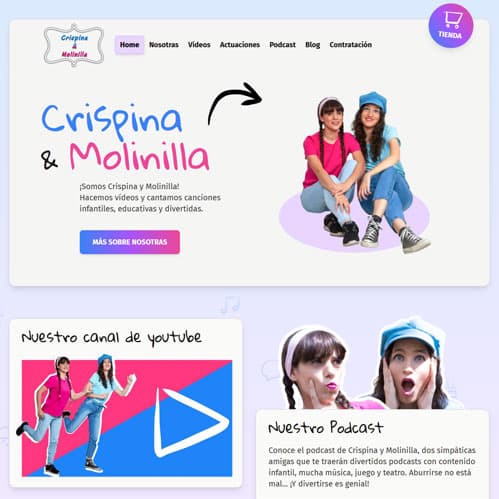 Crispina
&
Molinilla
Home Nosotras Vídeos Actuaciones Podcast Blog Contratación
TIENDA
Crispina
& Molinilla
¡Somos Crispina y Molinilla!
Hacemos vídeos y cantamos canciones
infantiles, educativas y divertidas.
MÁS SOBRE NOSOTRAS
Nuestro canal de youtube
Nuestro Podcast
Conoce el podcast de Crispina y Molinilla, dos simpáticas
amigas que te traerán divertidos podcasts con contenido
infantil, mucha música, juego y teatro. Aburrirse no está
mal... ¡Y divertirse es genial!